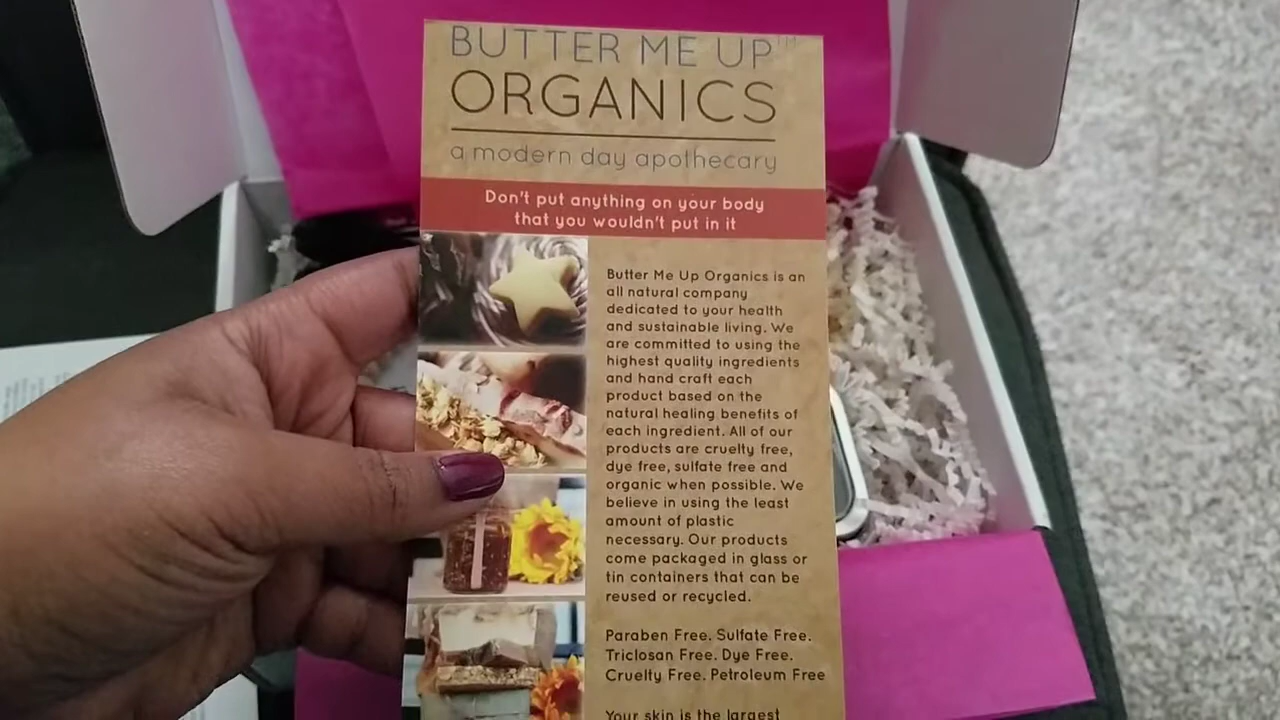 BUTTER ME UP™
ORGANICS
a modern day apothecary
Don't put anything on your body
that you wouldn't put in it
Butter Me Up Organics is an
all natural company
dedicated to your health
and sustainable living. We
are committed to using the
highest quality ingredients
and hand craft each
product based on the
natural healing benefits of
each ingredient. All of our
products are cruelty free,
dye free, sulfate free and
organic when possible. We
believe in using the least
amount of plastic
necessary. Our products
come packaged in glass or
tin containers that can be
reused or recycled.
Paraben Free. Sulfate Free.
Triclosan Free. Dye Free.
Cruelty Free. Petroleum Free
Your skin is the largest